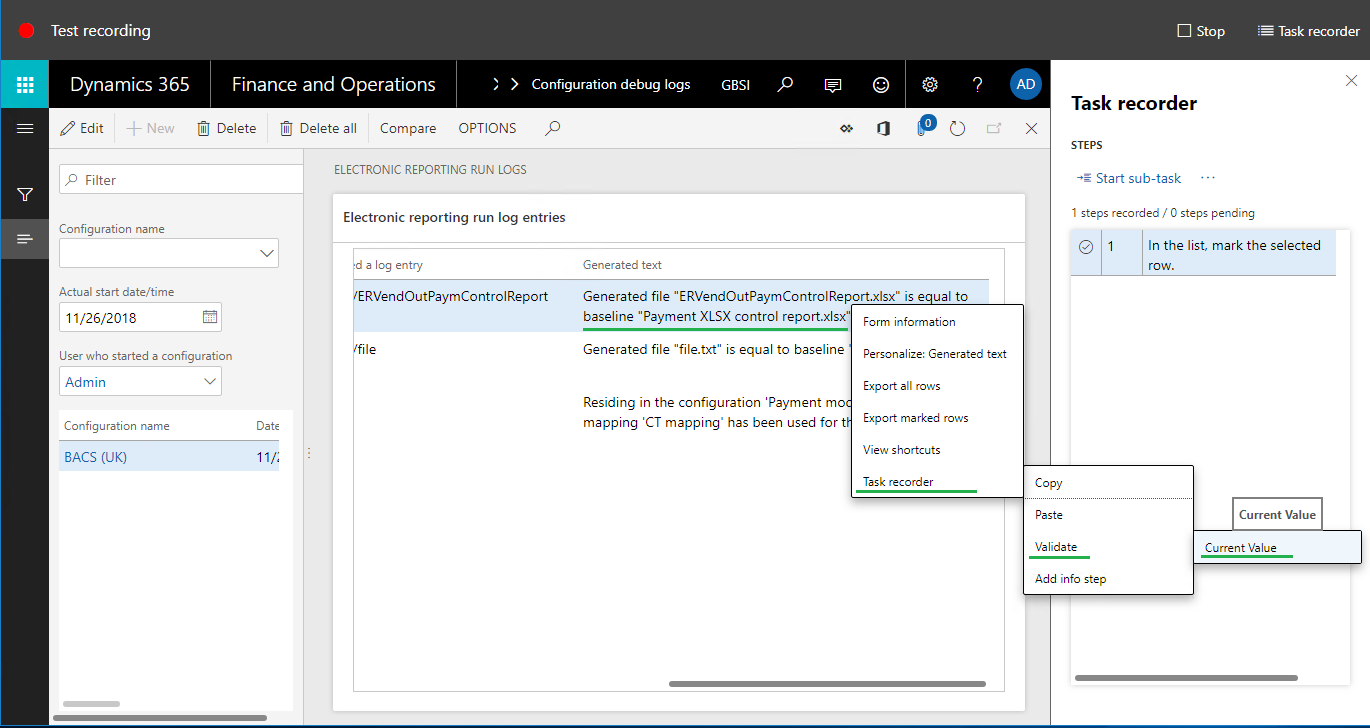 Test recording
Stop
Task recorder
Dynamics 365
Finance and Operations
Configuration debug logs
GBSI
?
AD
Edit
New
Delete
Delete all
Compare
OPTIONS
0
Filter
Configuration name
Actual start date/time
11/26/2018
User who started a configuration
Admin
Configuration name Date
BACS (UK) 11/2
ELECTRONIC REPORTING RUN LOGS
Electronic reporting run log entries
ed a log entry Generated text
/ERVendOutPaymControlReport
Generated file "ERVendOutPaymControlReport.xlsx" is equal to
baseline "Payment XLSX control report.xlsx"
/file
Generated file "file.txt" is equal to baseline "
Residing in the configuration 'Payment mod
mapping 'CT mapping' has been used for th
Form information
Personalize: Generated text
Export all rows
Export marked rows
View shortcuts
Task recorder
Copy
Paste
Validate
Add info step
Current Value
Current Value
Task recorder
STEPS
Start sub-task ···
1 steps recorded / 0 steps pending
1 In the list, mark the selected
row.